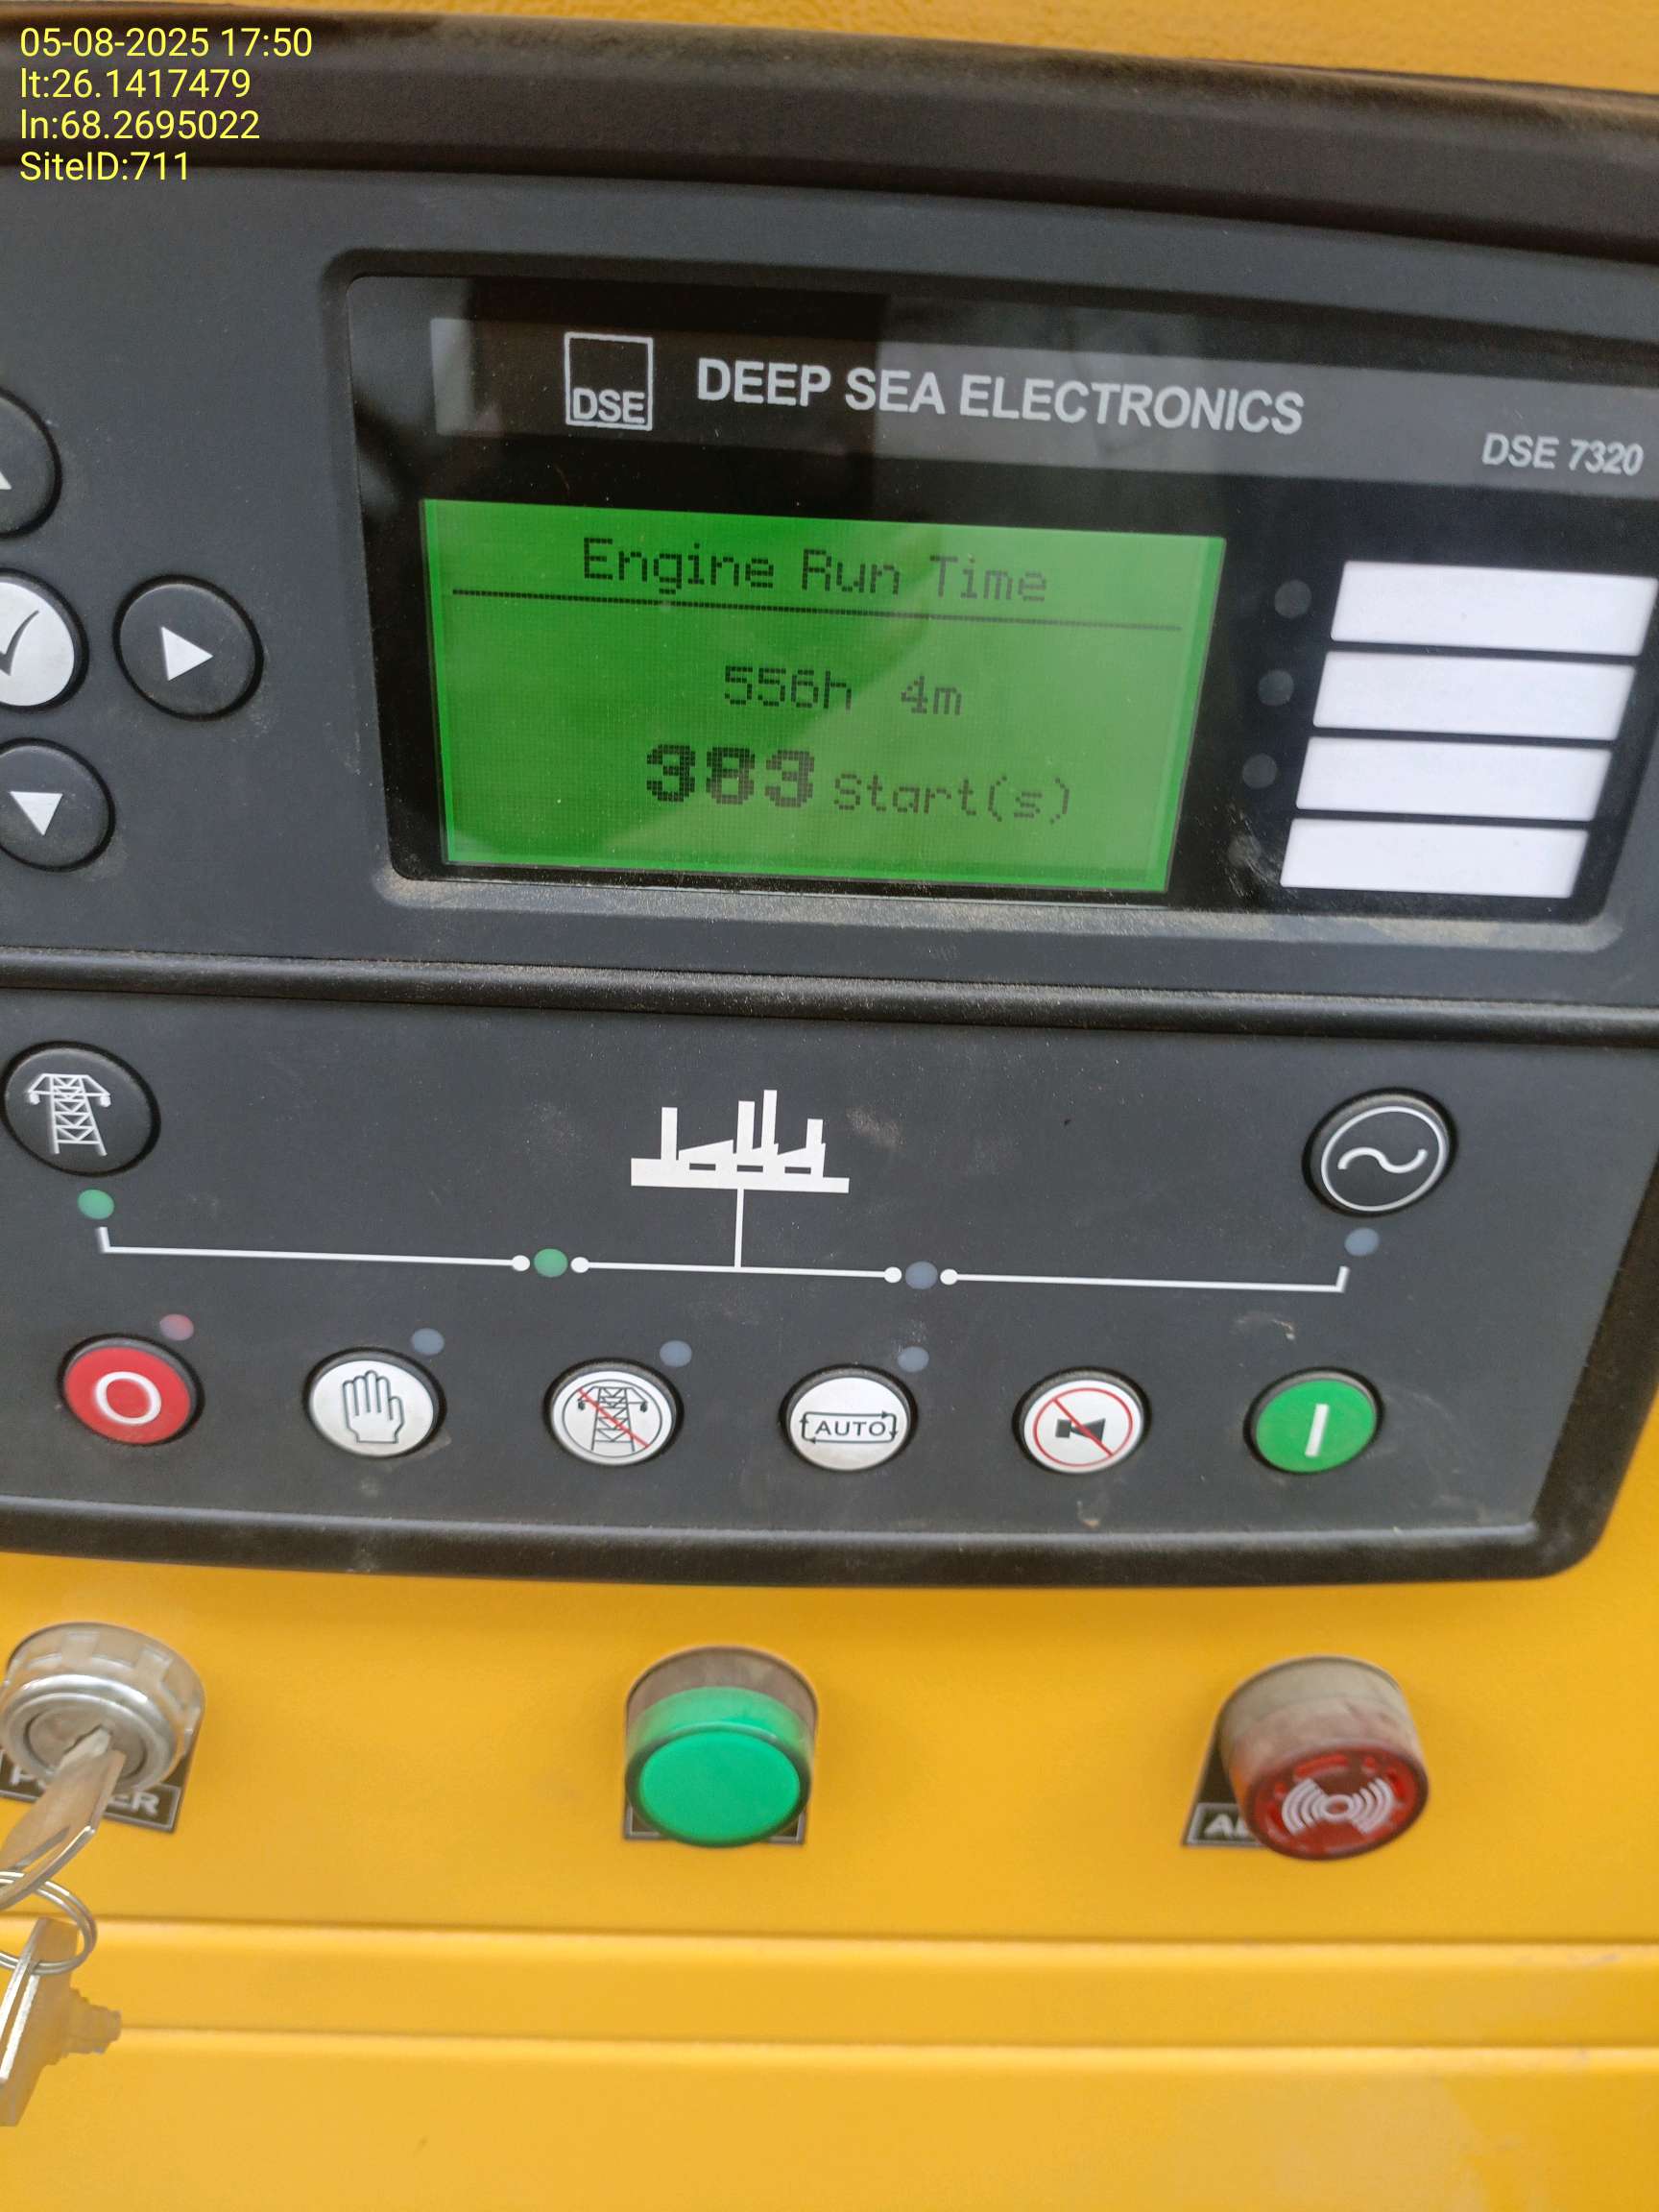 05-08-2025 17:50
lt:26.1417479
ln:68.2695022
SiteID:711
DSE
DEEP SEA ELECTRONICS
DSE 7320
Engine Run Time
556h 4m
383 Start(s)
AUTO